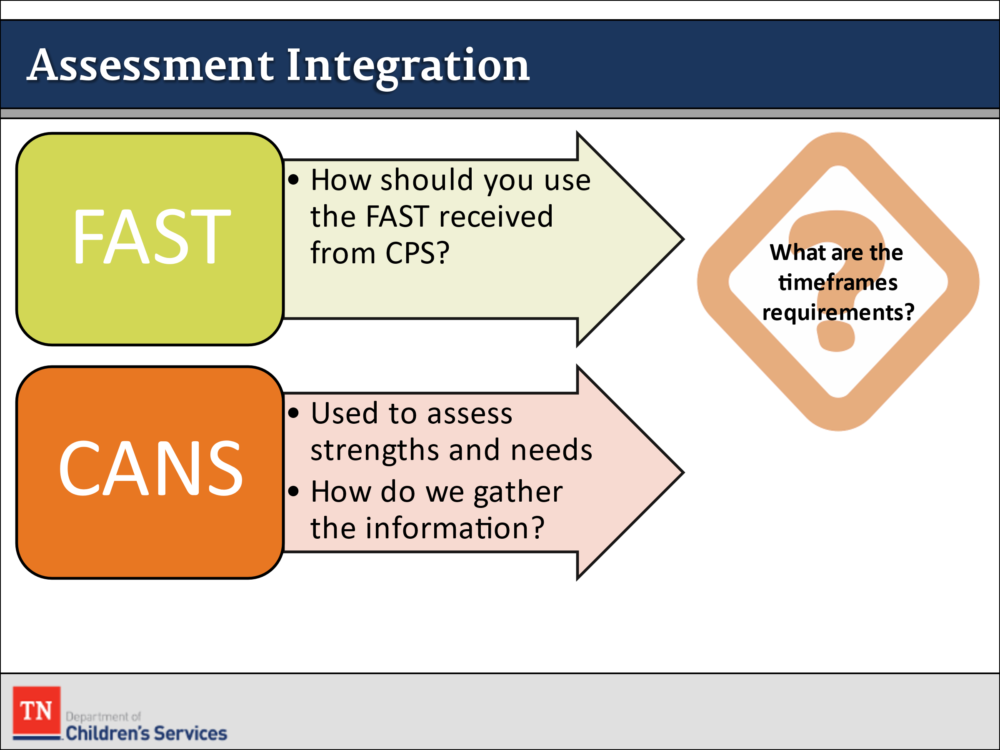 Assessment Integration
FAST
• How should you use
the FAST received
from CPS?
What are the
timeframes
requirements?
CANS
• Used to assess
strengths and needs
• How do we gather
the information?
TN
Department of
Children's Services